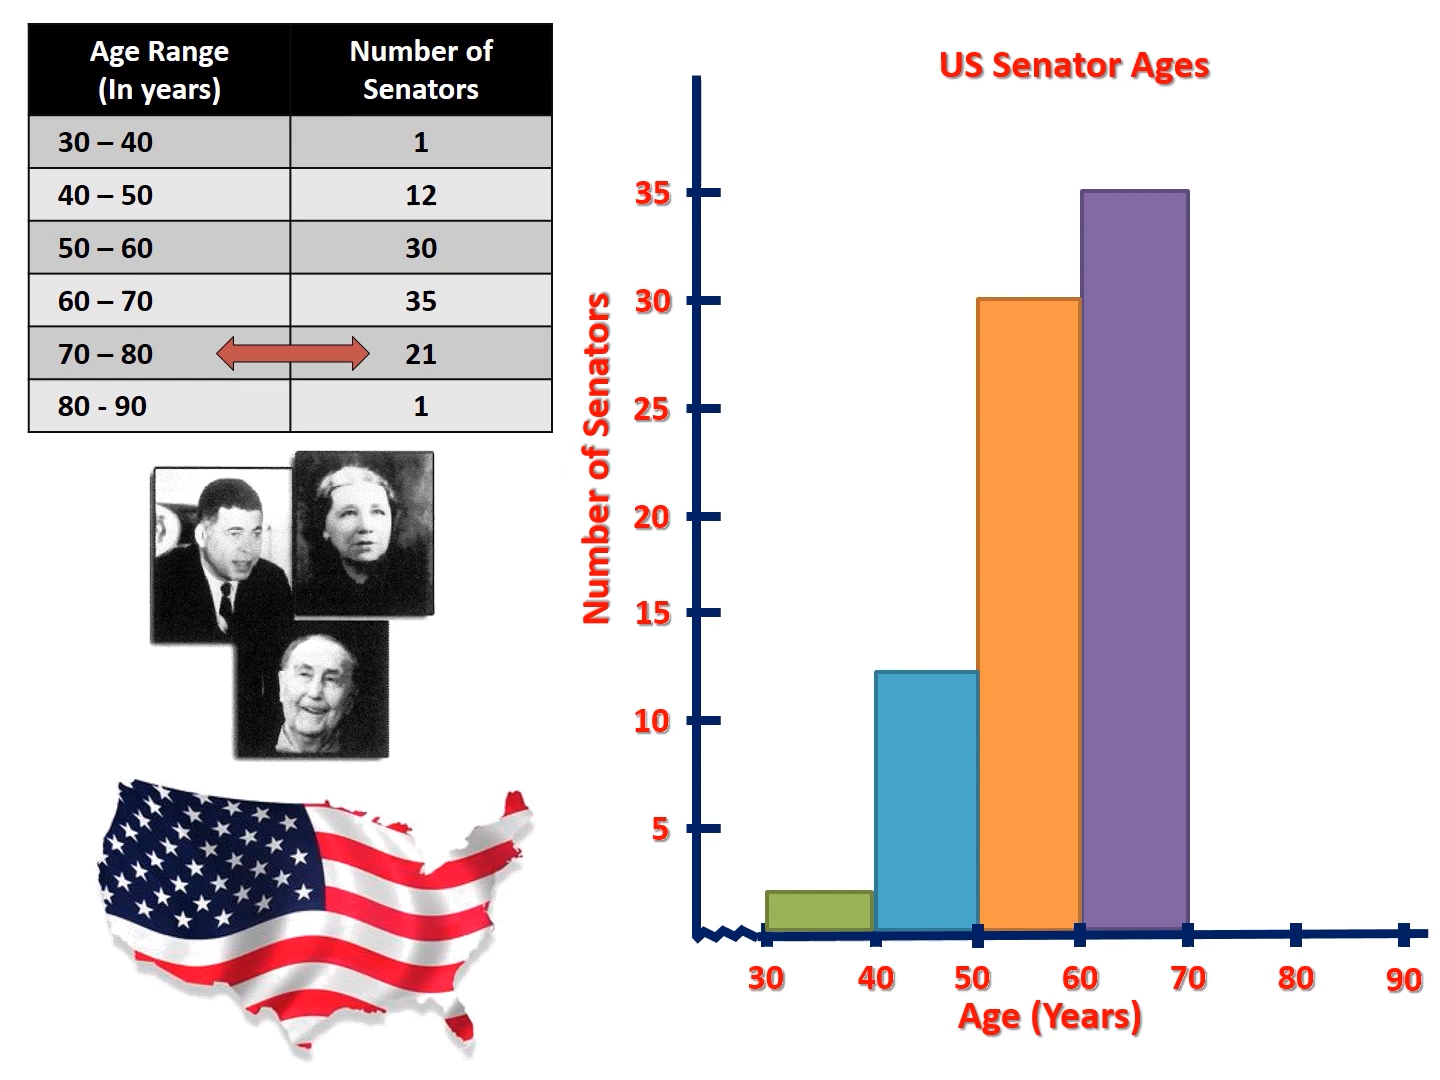 Age Range Number of
(In years) Senators
30 – 40 1
40 – 50 12
50 – 60 30
60 – 70 35
70 – 80 21
80 - 90 1
US Senator Ages
Number of Senators
35
30
25
20
15
10
5
30 40 50 60 70 80 90
Age (Years)